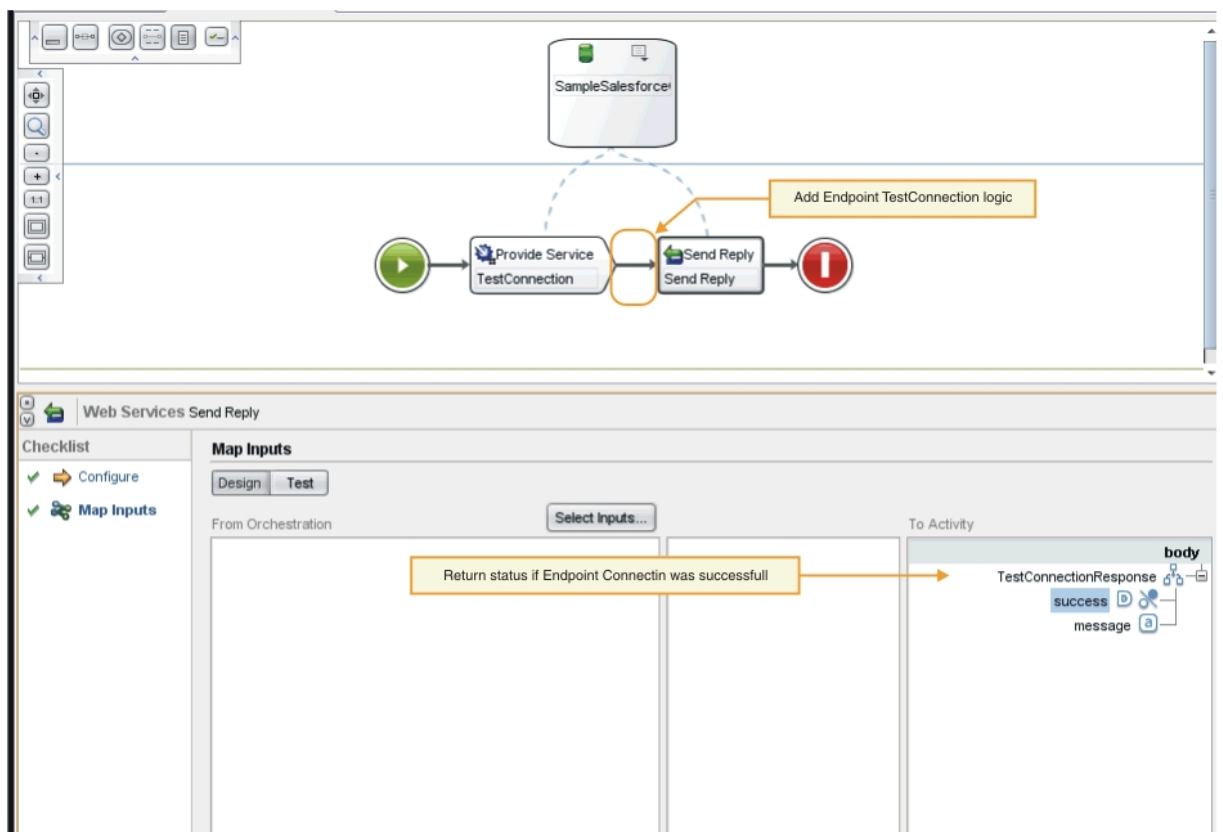 SampleSalesforce
Add Endpoint TestConnection logic
Provide Service
TestConnection
Send Reply
Send Reply
1:1
Web Services Send Reply
Checklist
Configure
Map Inputs
Map Inputs
Design
Test
From Orchestration
Select Inputs...
To Activity
body
Return status if Endpoint Connectin was successfull
TestConnectionResponse
success
D
message
a